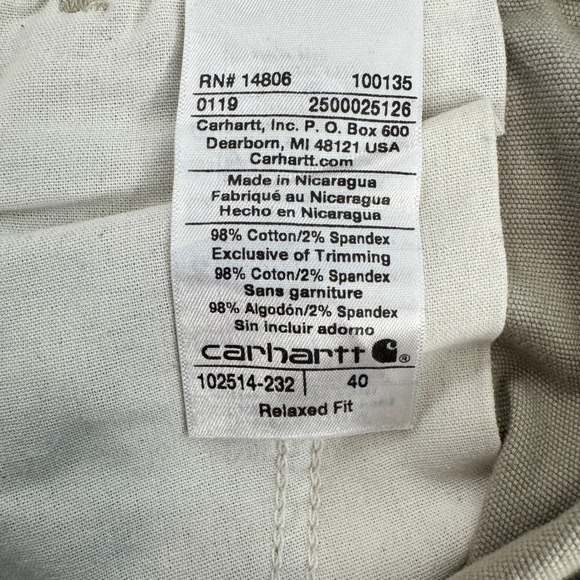 RN# 14806 100135
0119 2500025126
Carhartt, Inc. P. O. Box 600
Dearborn, MI 48121 USA
Carhartt.com
Made in Nicaragua
Fabriqué au Nicaragua
Hecho en Nicaragua
98% Cotton/2% Spandex
Exclusive of Trimming
98% Coton/2% Spandex
Sans garniture
98% Algodón/2% Spandex
Sin incluir adorno
carhartt ®
102514-232 | 40
Relaxed Fit